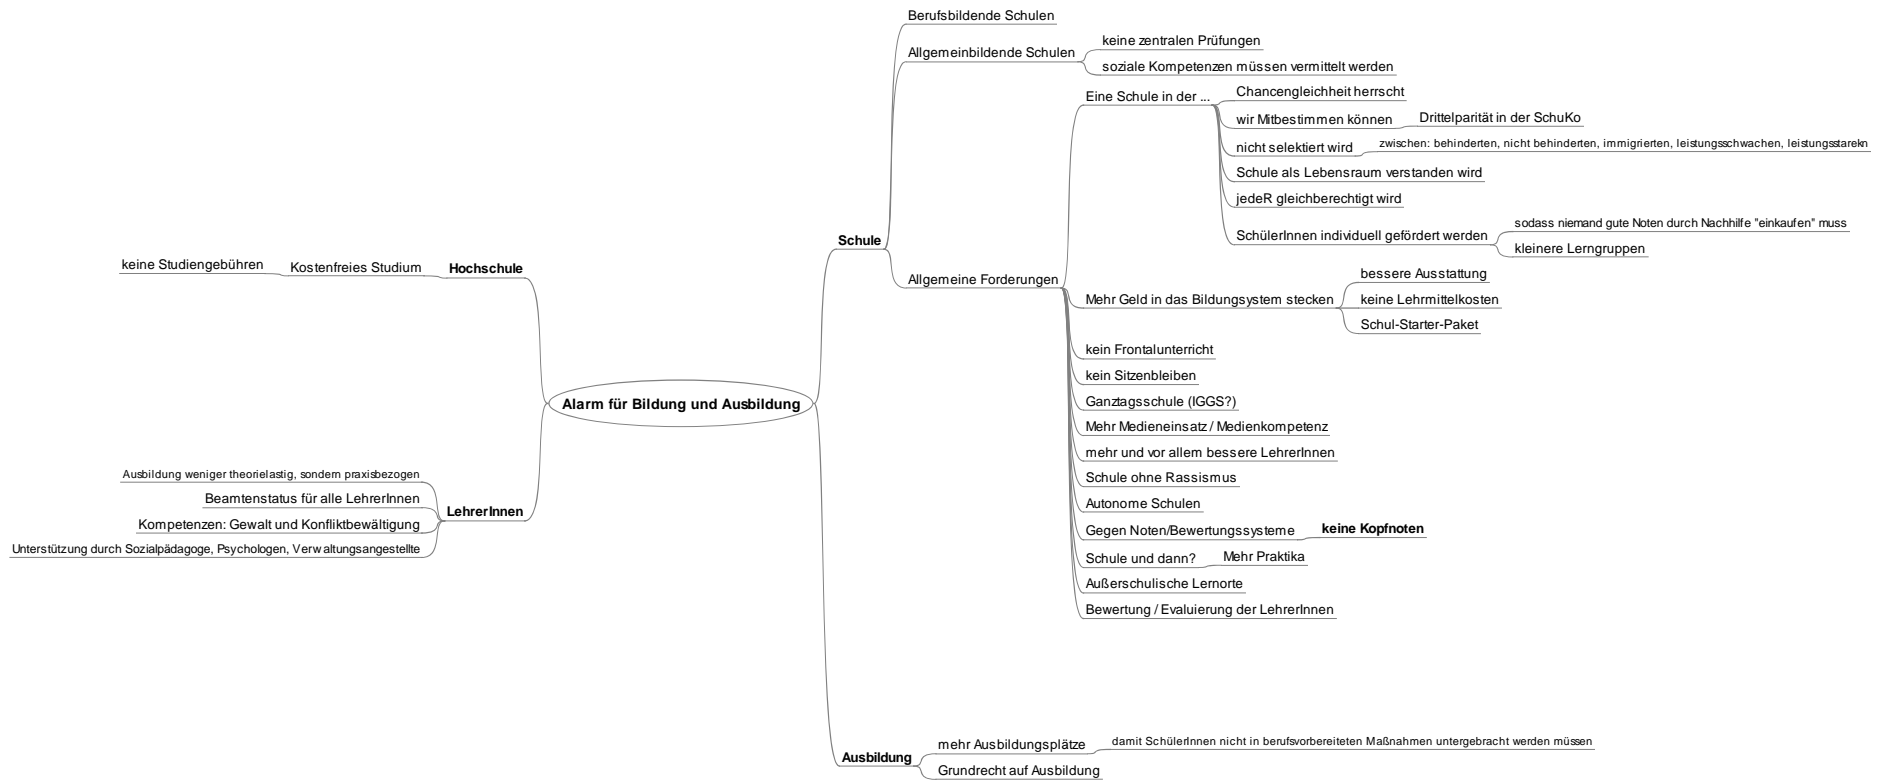 Alarm für Bildung und Ausbildung
Schule
Berufsbildende Schulen
Allgemeinbildende Schulen
keine zentralen Prüfungen
soziale Kompetenzen müssen vermittelt werden
Allgemeine Forderungen
Eine Schule in der ...
Chancengleichheit herrscht
wir Mitbestimmen können
Drittelparität in der SchuKo
nicht selektiert wird
zwischen: behinderten, nicht behinderten, immigrierten, leistungsschwachen, leistungsstarekn
Schule als Lebensraum verstanden wird
jedeR gleichberechtigt wird
SchülerInnen individuell gefördert werden
sodass niemand gute Noten durch Nachhilfe "einkaufen" muss
kleinere Lerngruppen
Mehr Geld in das Bildungsystem stecken
bessere Ausstattung
keine Lehrmittelkosten
Schul-Starter-Paket
kein Frontalunterricht
kein Sitzenbleiben
Ganztagsschule (IGGS?)
Mehr Medieneinsatz / Medienkompetenz
mehr und vor allem bessere LehrerInnen
Schule ohne Rassismus
Autonome Schulen
Gegen Noten/Bewertungssysteme
keine Kopfnoten
Schule und dann?
Mehr Praktika
Außerschulische Lernorte
Bewertung / Evaluierung der LehrerInnen
Ausbildung
mehr Ausbildungsplätze
damit SchülerInnen nicht in berufsvorbereiteten Maßnahmen untergebracht werden müssen
Grundrecht auf Ausbildung
Hochschule
Kostenfreies Studium
keine Studiengebühren
LehrerInnen
Ausbildung weniger theorielastig, sondern praxisbezogen
Beamtenstatus für alle LehrerInnen
Kompetenzen: Gewalt und Konfliktbewältigung
Unterstützung durch Sozialpädagoge, Psychologen, Verwaltungsangestellte